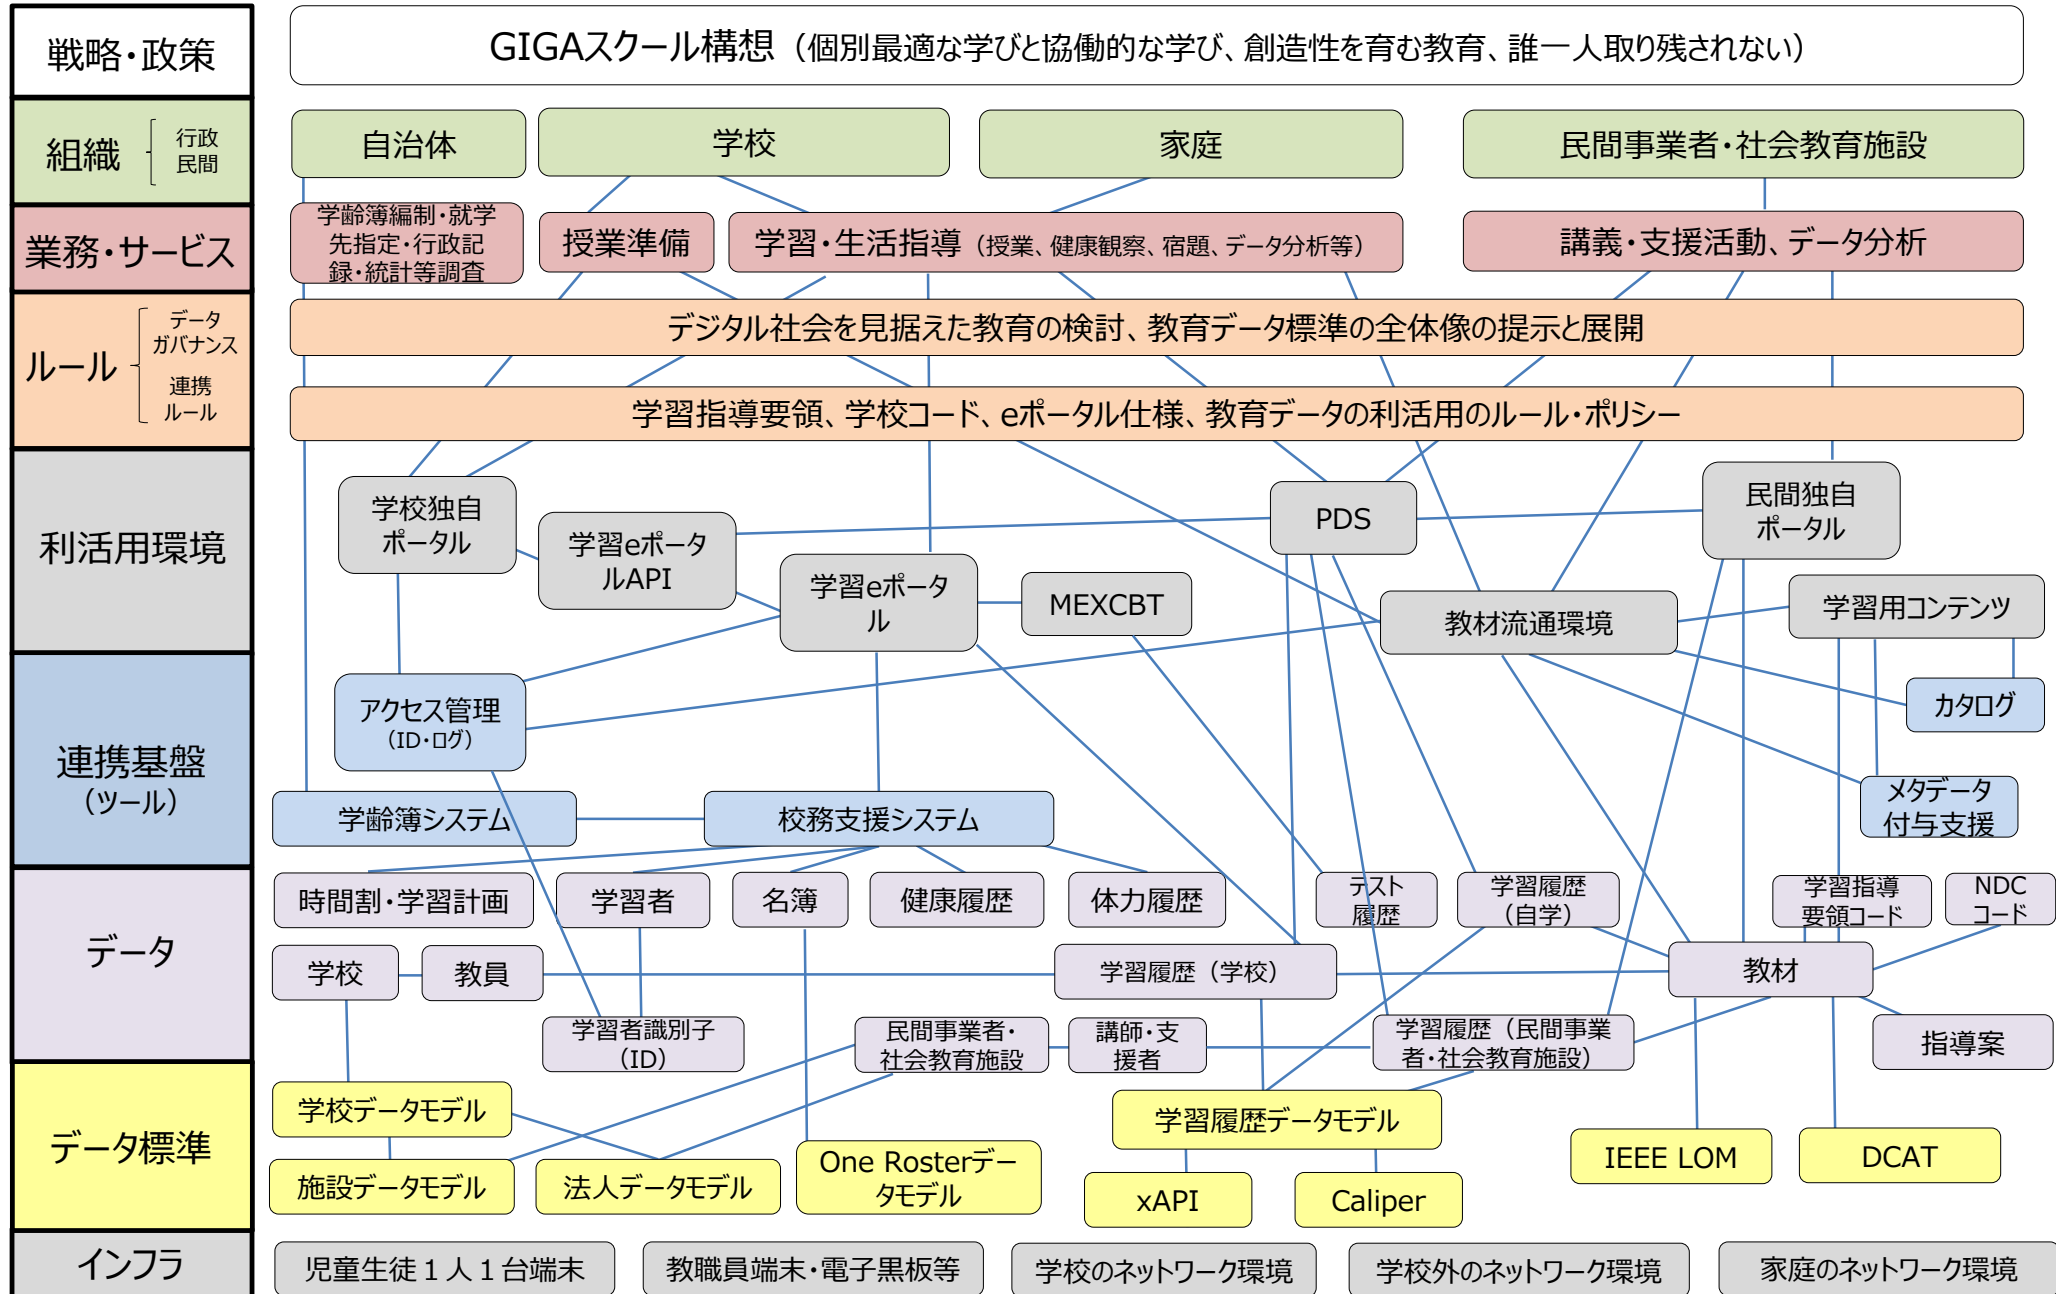 戦略・政策
GIGAスクール構想（個別最適な学びと協働的な学び、創造性を育む教育、誰一人取り残されない）
組織
行政
民間
自治体
学校
家庭
民間事業者・社会教育施設
業務・サービス
学齢簿編制・就学
先指定・行政記
録・統計等調査
授業準備
学習・生活指導（授業、健康観察、宿題、データ分析等）
講義・支援活動、データ分析
ルール
データ
ガバナンス
連携
ルール
デジタル社会を見据えた教育の検討、教育データ標準の全体像の提示と展開
学習指導要領、学校コード、eポータル仕様、教育データの利活用のルール・ポリシー
利活用環境
学校独自
ポータル
学習eポータ
ルAPI
学習eポータ
ル
MEXCBT
PDS
教材流通環境
民間独自
ポータル
学習用コンテンツ
連携基盤
（ツール）
アクセス管理
（ID・ログ）
カタログ
メタデータ
付与支援
学齢簿システム
校務支援システム
データ
時間割・学習計画
学習者
名簿
健康履歴
体力履歴
テスト
履歴
学習履歴
（自学）
学習指導
要領コード
NDC
コード
学校
教員
学習履歴（学校）
教材
学習者識別子
（ID）
民間事業者・
社会教育施設
講師・支
援者
学習履歴（民間事業
者・社会教育施設）
指導案
データ標準
学校データモデル
学習履歴データモデル
施設データモデル
法人データモデル
One Rosterデー
タモデル
xAPI
Caliper
IEEE LOM
DCAT
インフラ
児童生徒１人１台端末
教職員端末・電子黒板等
学校のネットワーク環境
学校外のネットワーク環境
家庭のネットワーク環境